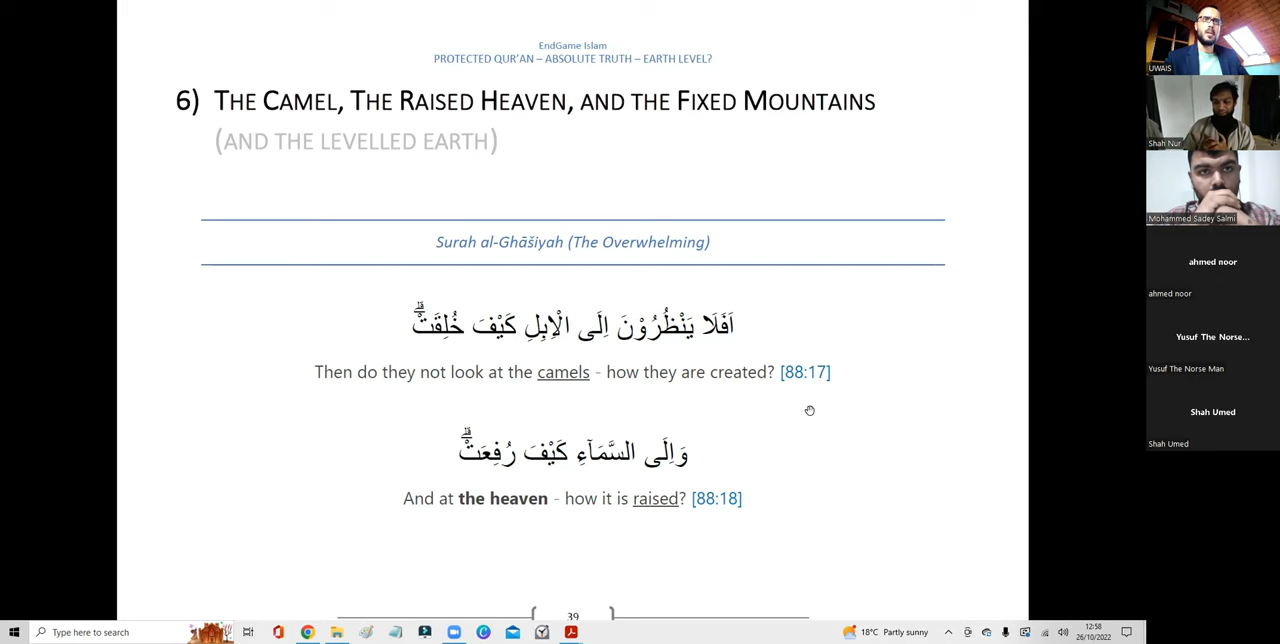 EndGame Islam
PROTECTED QUR'AN – ABSOLUTE TRUTH – EARTH LEVEL?
6) THE CAMEL, THE RAISED HEAVEN, AND THE FIXED MOUNTAINS
(AND THE LEVELLED EARTH)
Surah al-Ghāšiyah (The Overwhelming)
اَفَلَا يَنْظُرُوْنَ اِلَى الْاِبِلِ كَيْفَ خُلِقَتْۗ
Then do they not look at the camels - how they are created? [88:17]
وَاِلَى السَّمَاۤءِ كَيْفَ رُفِعَتْۗ
And at the heaven - how it is raised? [88:18]
39
UWAIS
Shah Nur
Mohammed Sadey Salmi
ahmed noor
ahmed noor
Yusuf The Norse...
Yusuf The Norse Man
Shah Umed
Shah Umed
Type here to search
18°C Partly sunny
12:58
26/10/2022